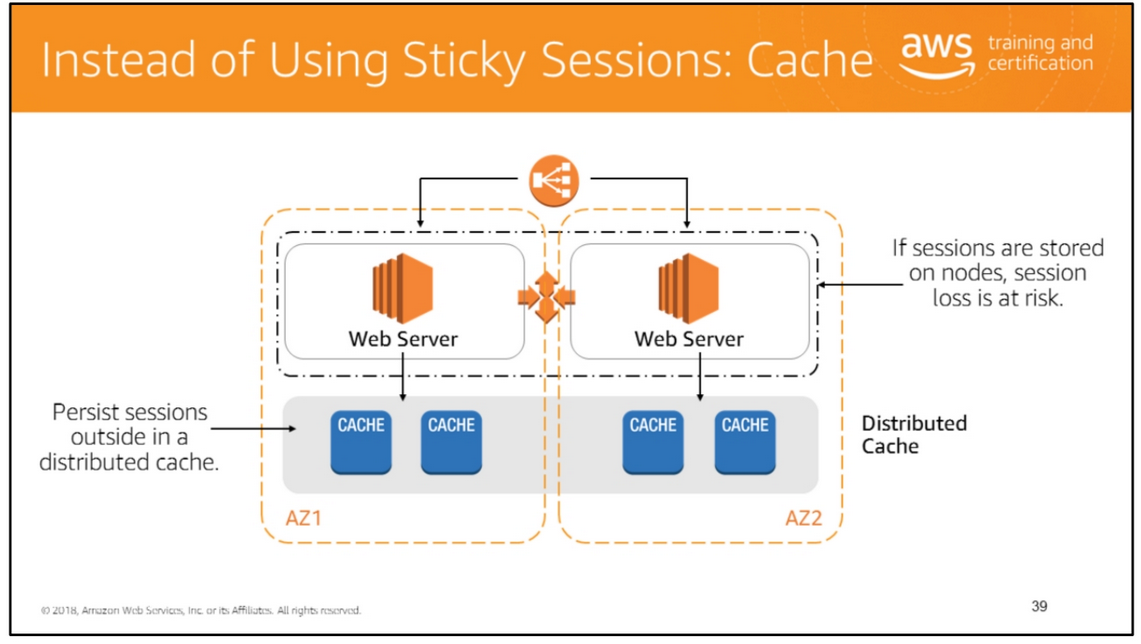 Instead of Using Sticky Sessions: Cache
aws
training and
certification
If sessions are stored
on nodes, session
loss is at risk.
Web Server
Web Server
Persist sessions
outside in a
distributed cache.
CACHE
CACHE
CACHE
CACHE
Distributed
Cache
AZ1
AZ2
© 2018, Amazon Web Services, Inc. or its Affiliates. All rights reserved.
39